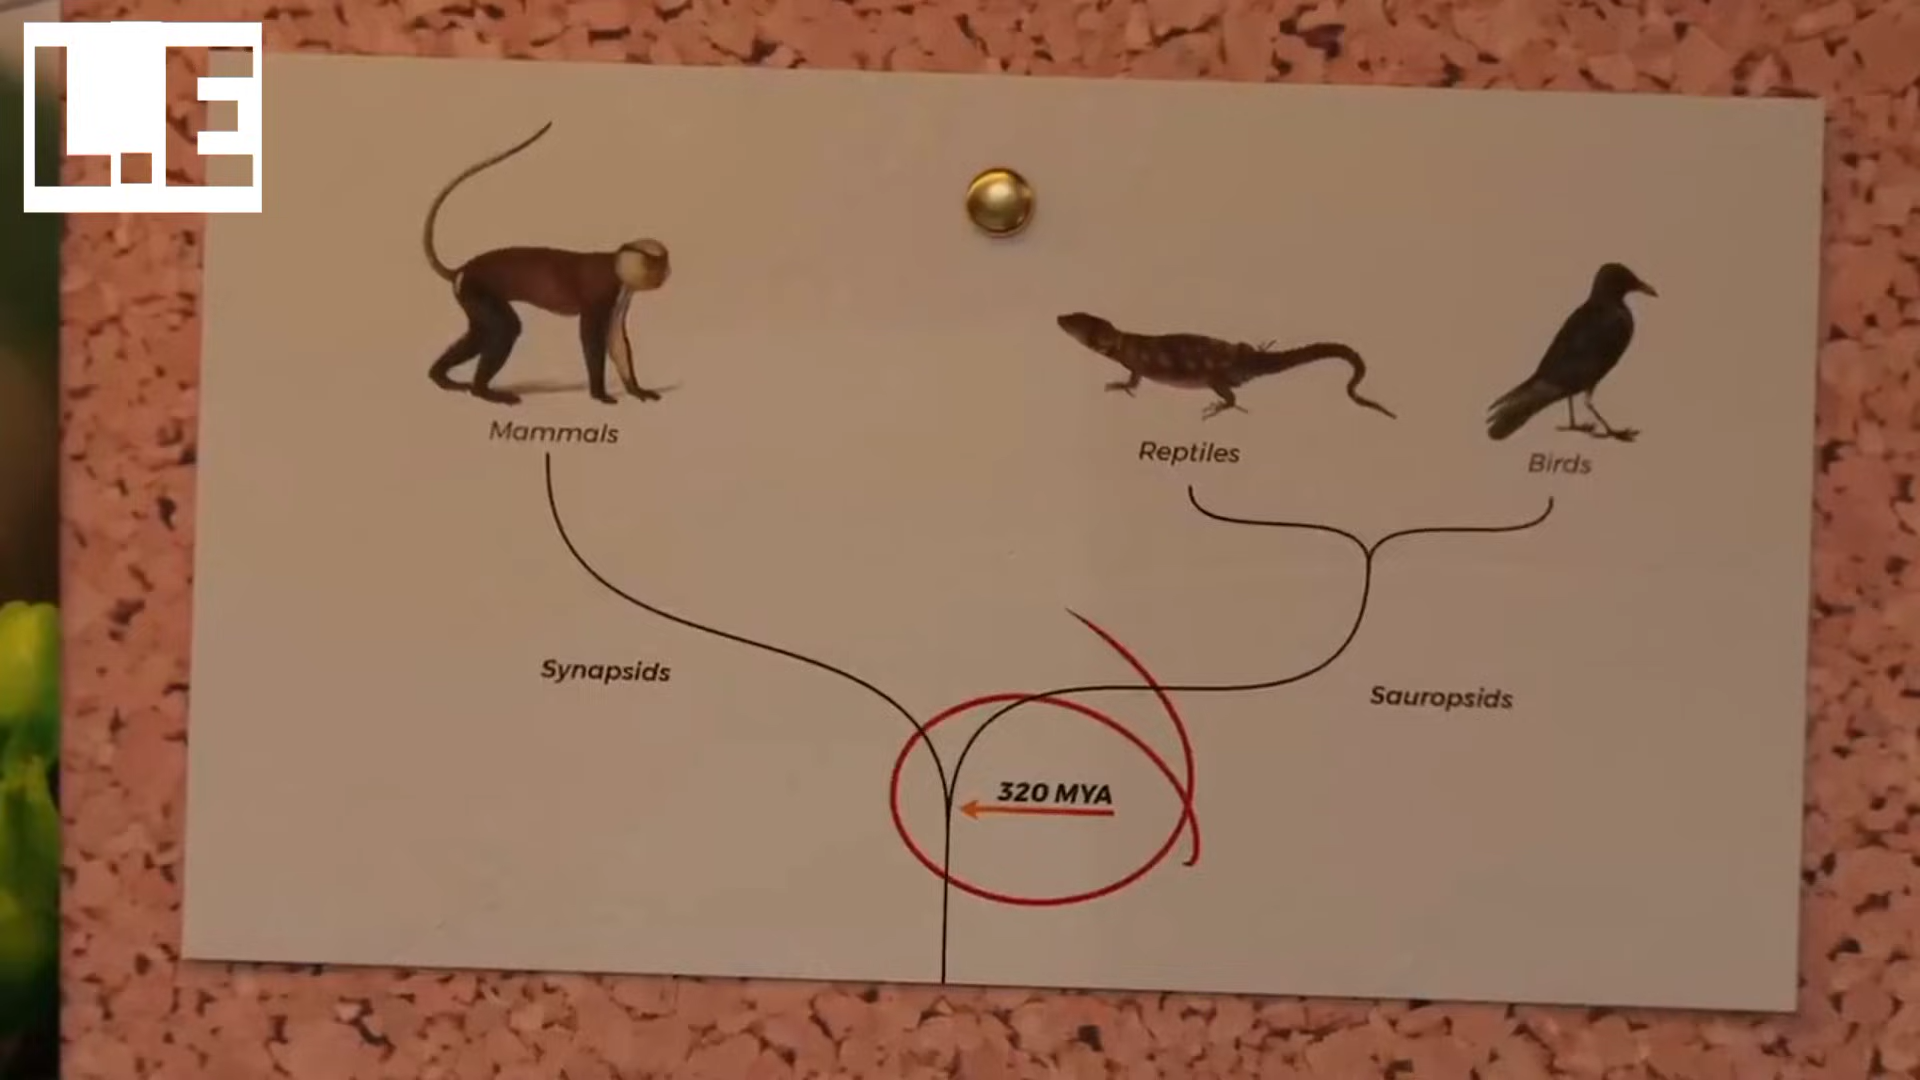 L.E
Mammals
Reptiles
Birds
Synapsids
Sauropsids
320 MYA